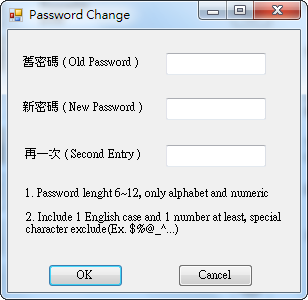 Password Change
舊密碼 ( Old Password )
新密碼 ( New Password )
再一次 ( Second Entry )
1. Password lenght 6~12, only alphabet and numeric
2. Include 1 English case and 1 number at least, special
character exclude(Ex. $%@_^...)
OK
Cancel